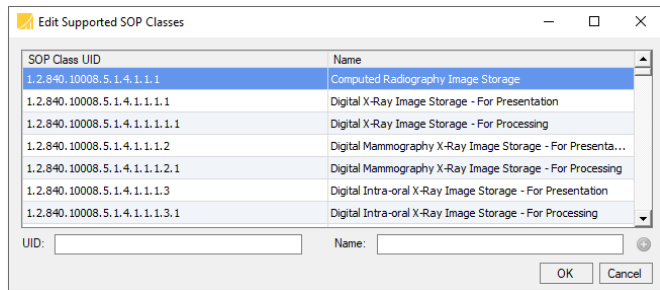 Edit Supported SOP Classes
SOP Class UID Name
1.2.840.10008.5.1.4.1.1.1 Computed Radiography Image Storage
1.2.840.10008.5.1.4.1.1.1.1 Digital X-Ray Image Storage - For Presentation
1.2.840.10008.5.1.4.1.1.1.1.1 Digital X-Ray Image Storage - For Processing
1.2.840.10008.5.1.4.1.1.1.2 Digital Mammography X-Ray Image Storage - For Presenta...
1.2.840.10008.5.1.4.1.1.1.2.1 Digital Mammography X-Ray Image Storage - For Processing
1.2.840.10008.5.1.4.1.1.1.3 Digital Intra-oral X-Ray Image Storage - For Presentation
1.2.840.10008.5.1.4.1.1.1.3.1 Digital Intra-oral X-Ray Image Storage - For Processing
UID: Name:
OK Cancel